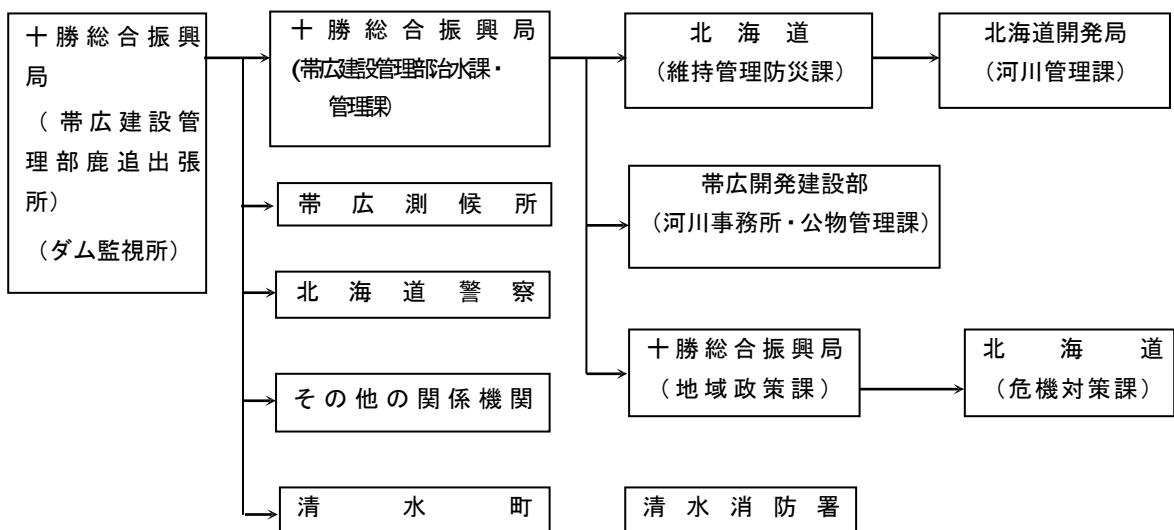 十勝総合振興
局
(帯広建設管
理部鹿追出張
所)
(ダム監視所)
十勝総合振興局
(帯広建設管理部治水課・
管理課)
帯広測候所
北海道警察
その他の関係機関
清水町
北海道
(維持管理防災課)
帯広開発建設部
(河川事務所・公物管理課)
十勝総合振興局
(地域政策課)
清水消防署
北海道開発局
(河川管理課)
北海道
(危機対策課)